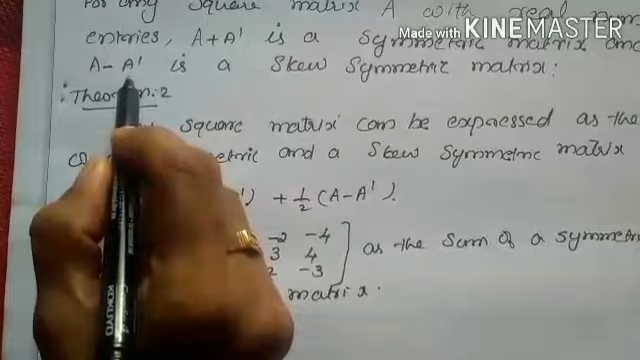 For any square matrix A with real
Made with KINEMASTER
entries, A+A' is a Symmetric matrix and
A-A' is a Skew Symmetric matrix:
Theorem:2
Square matrix can be expressed as the
and a Skew Symmetric matrix
') + 1/2 (A-A').
-2 -4
3 4
-3
as the Sum of a symmetr
matrix.